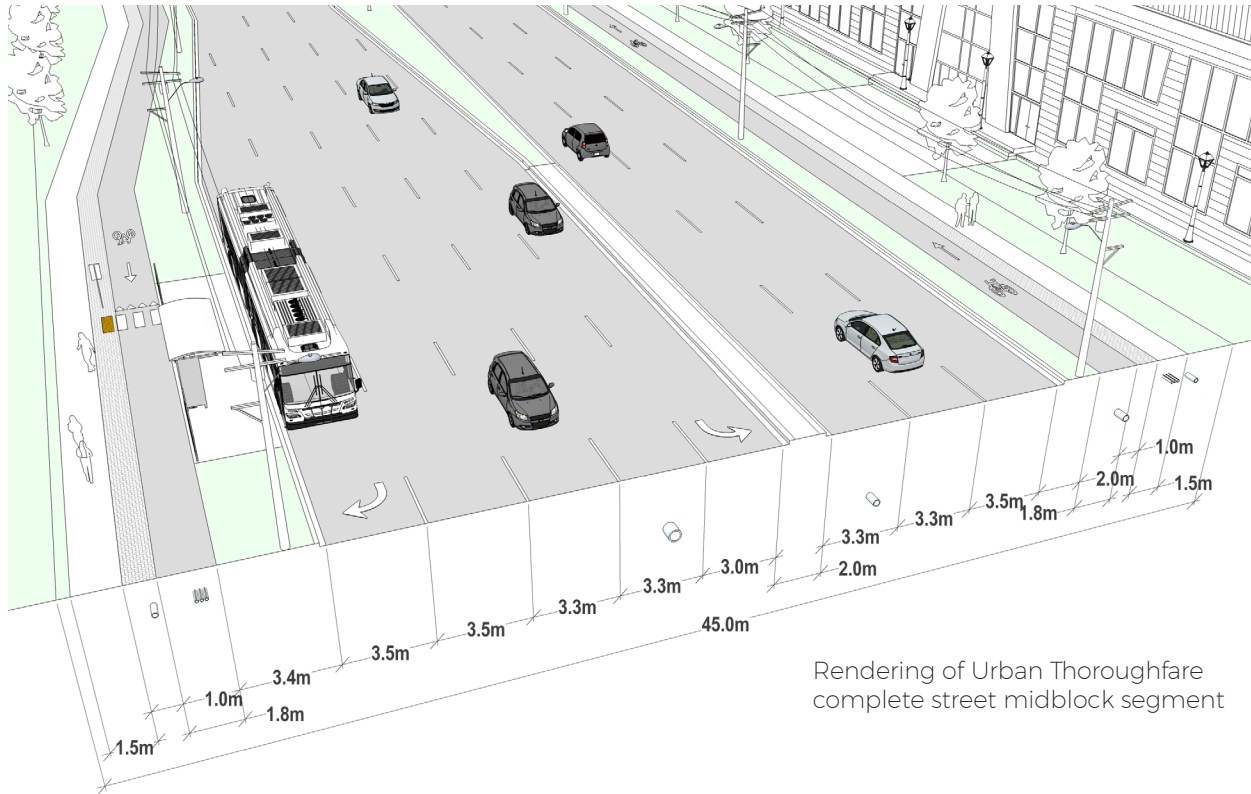 1.0m
2.0m
1.5m
3.5m
1.8m
3.3m
3.3m
3.0m
2.0m
3.3m
3.3m
45.0m
3.5m
3.5m
3.4m
1.0m
1.8m
1.5m
Rendering of Urban Thoroughfare
complete street midblock segment